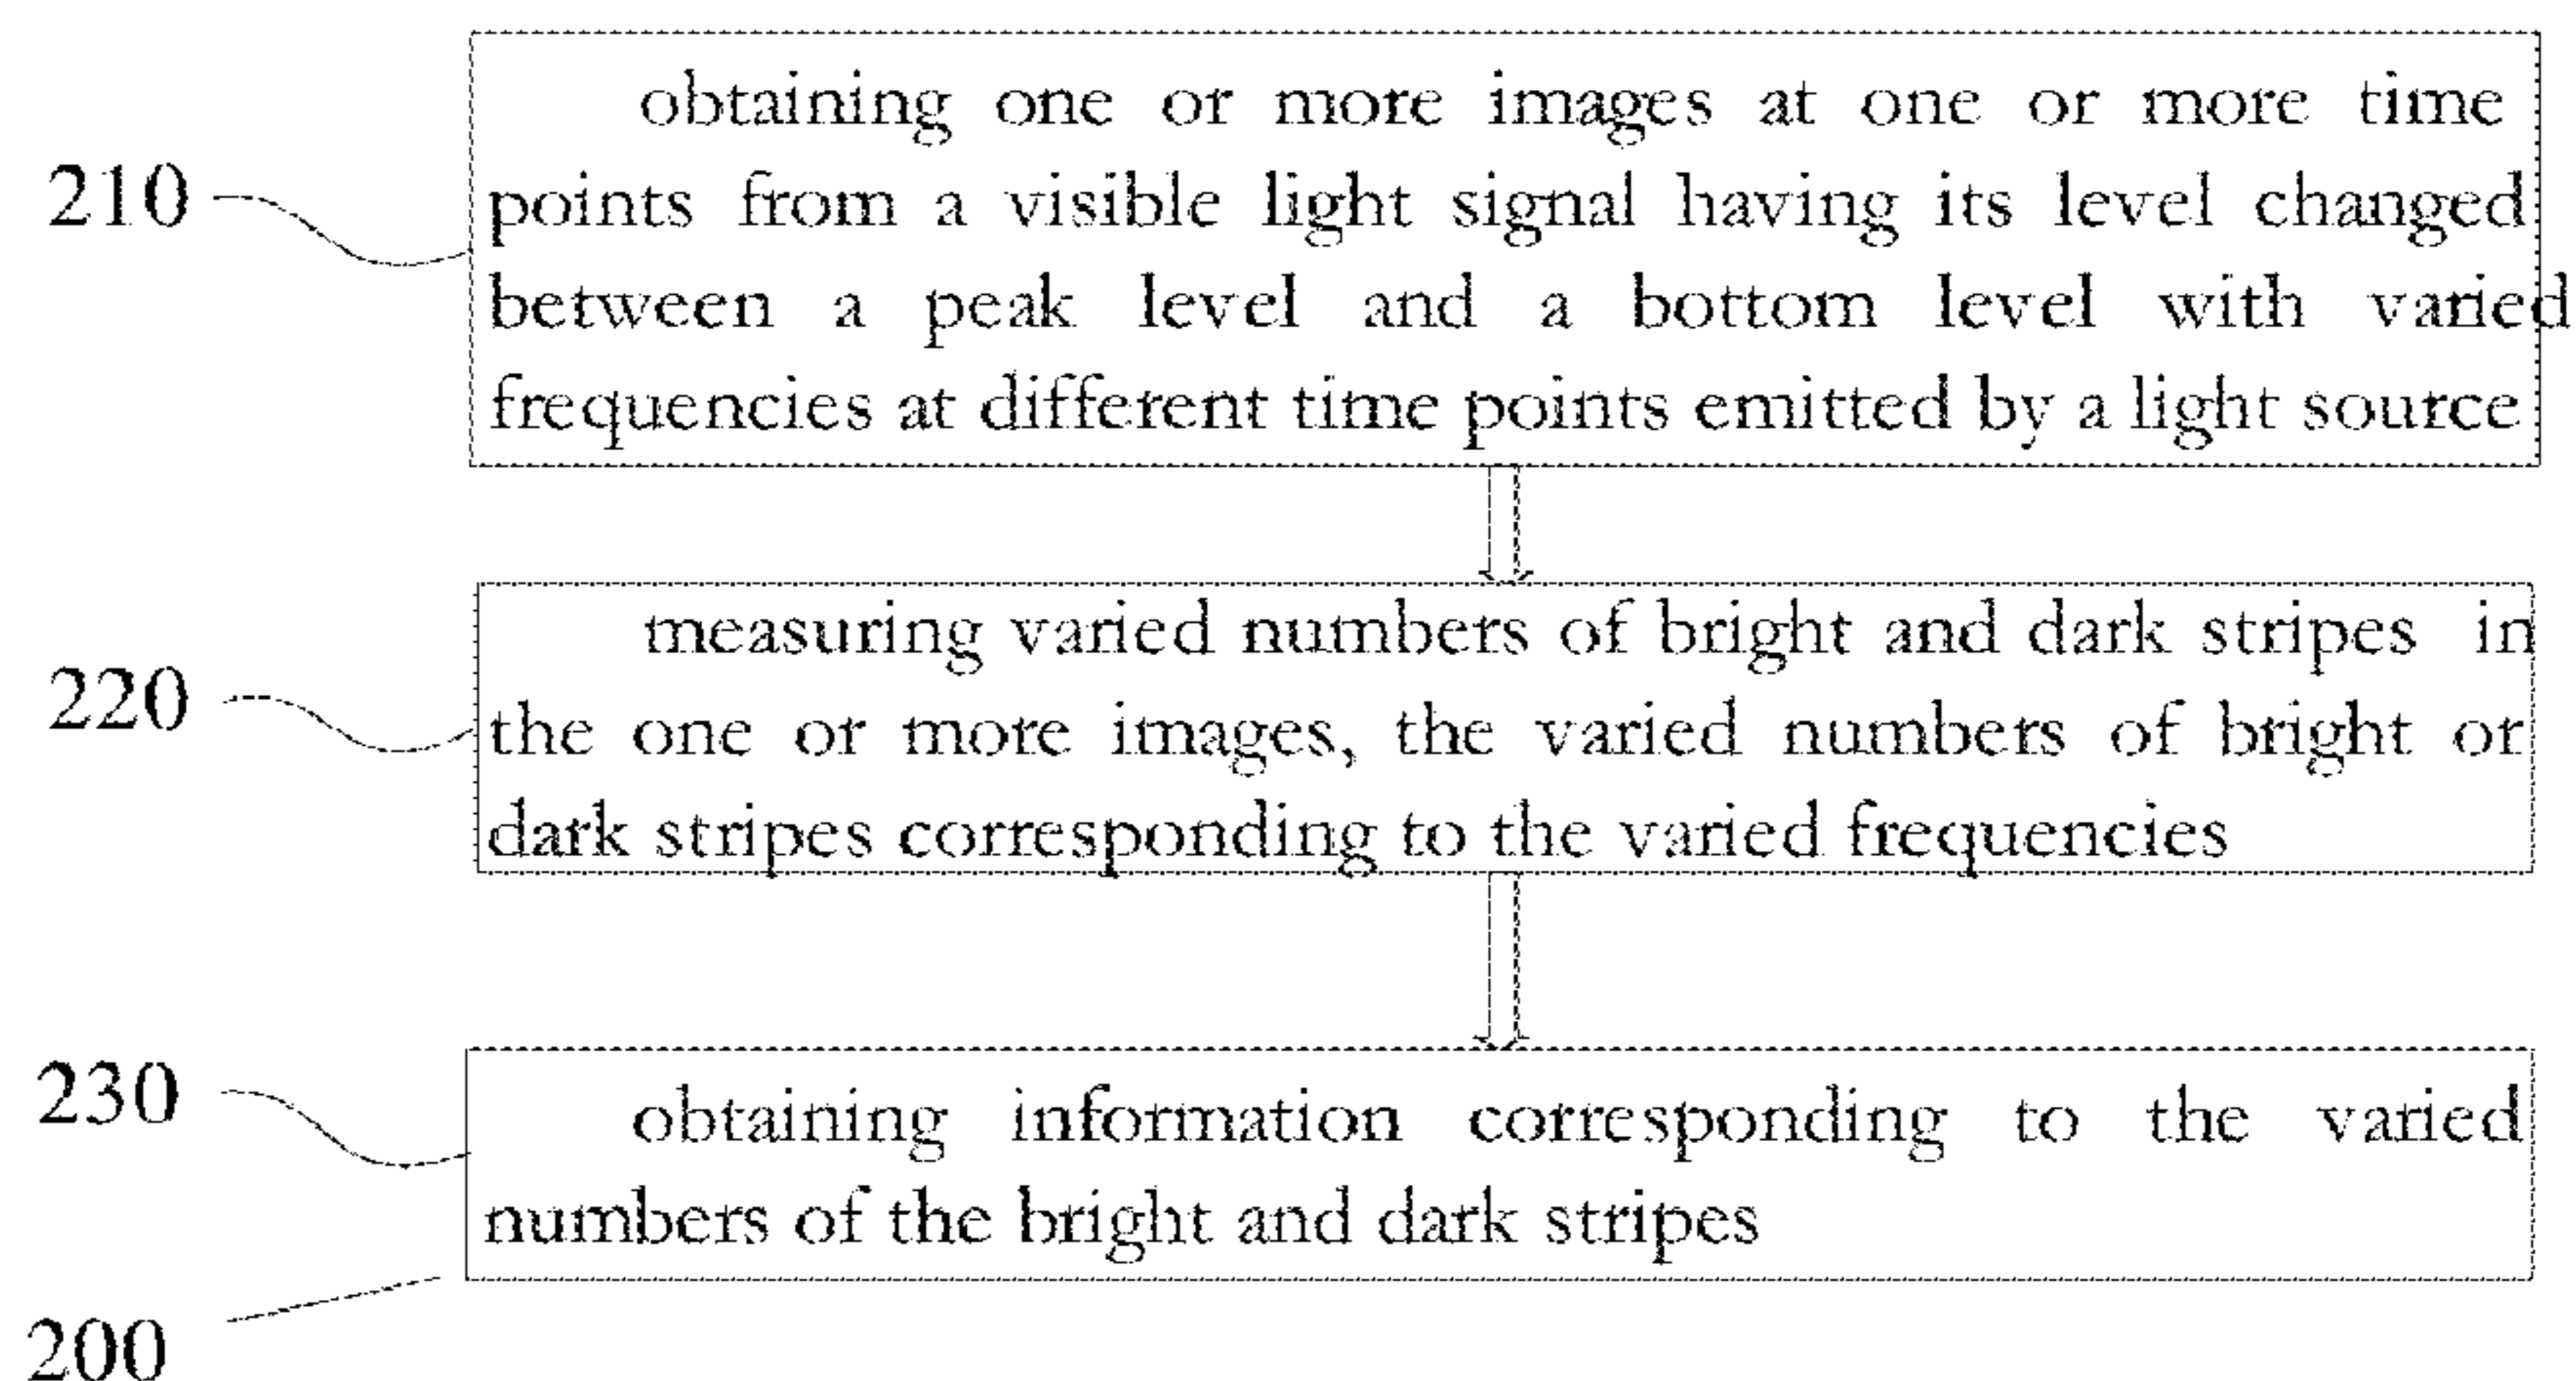 obtaining one or more images at one or more time
210
points from a visible light signal having its level changed
between a peak level and a bottom level with varied
frequencies at different time points emitted by a light source
measuring varied numbers of bright and dark stripes in
220
the one or more images, the varied numbers of bright or
dark stripes corresponding to the varied frequencies
230
obtaining information corresponding to the varied
numbers of the bright and dark stripes
200